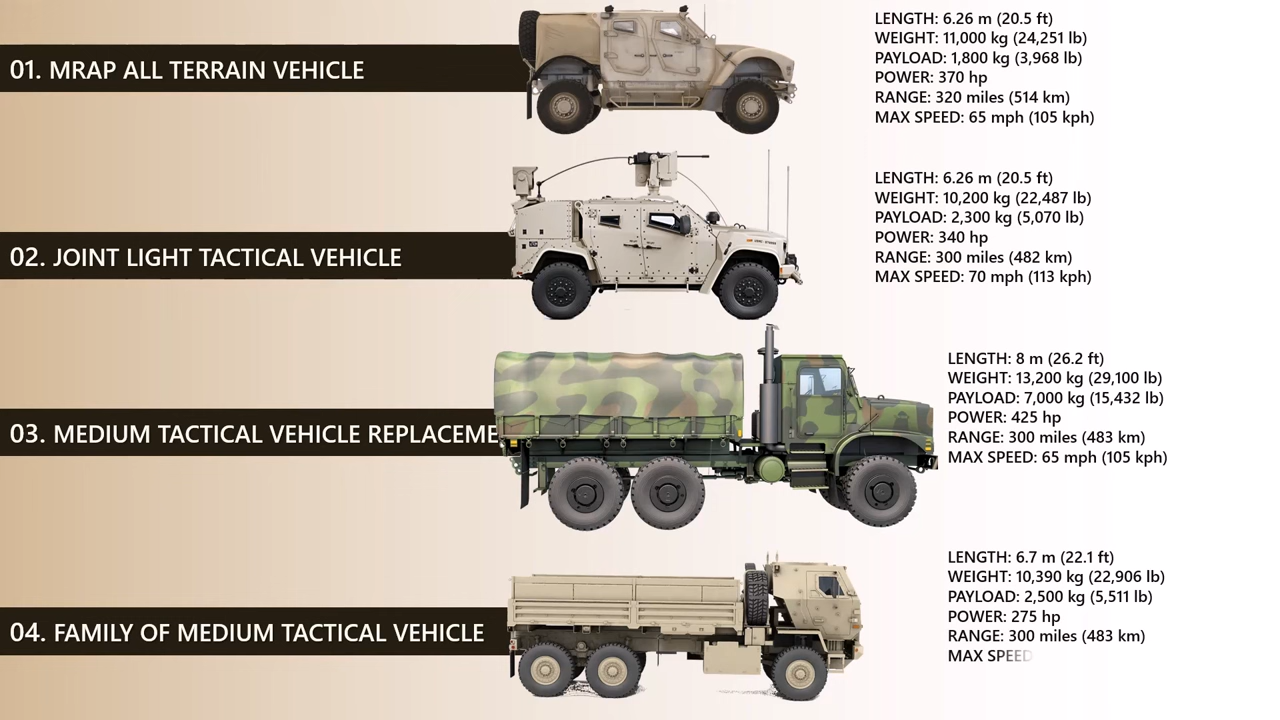 01. MRAP ALL TERRAIN VEHICLE
LENGTH: 6.26 m (20.5 ft)
WEIGHT: 11,000 kg (24,251 lb)
PAYLOAD: 1,800 kg (3,968 lb)
POWER: 370 hp
RANGE: 320 miles (514 km)
MAX SPEED: 65 mph (105 kph)
02. JOINT LIGHT TACTICAL VEHICLE
LENGTH: 6.26 m (20.5 ft)
WEIGHT: 10,200 kg (22,487 lb)
PAYLOAD: 2,300 kg (5,070 lb)
POWER: 340 hp
RANGE: 300 miles (482 km)
MAX SPEED: 70 mph (113 kph)
03. MEDIUM TACTICAL VEHICLE REPLACEME
LENGTH: 8 m (26.2 ft)
WEIGHT: 13,200 kg (29,100 lb)
PAYLOAD: 7,000 kg (15,432 lb)
POWER: 425 hp
RANGE: 300 miles (483 km)
MAX SPEED: 65 mph (105 kph)
04. FAMILY OF MEDIUM TACTICAL VEHICLE
LENGTH: 6.7 m (22.1 ft)
WEIGHT: 10,390 kg (22,906 lb)
PAYLOAD: 2,500 kg (5,511 lb)
POWER: 275 hp
RANGE: 300 miles (483 km)
MAX SPEED